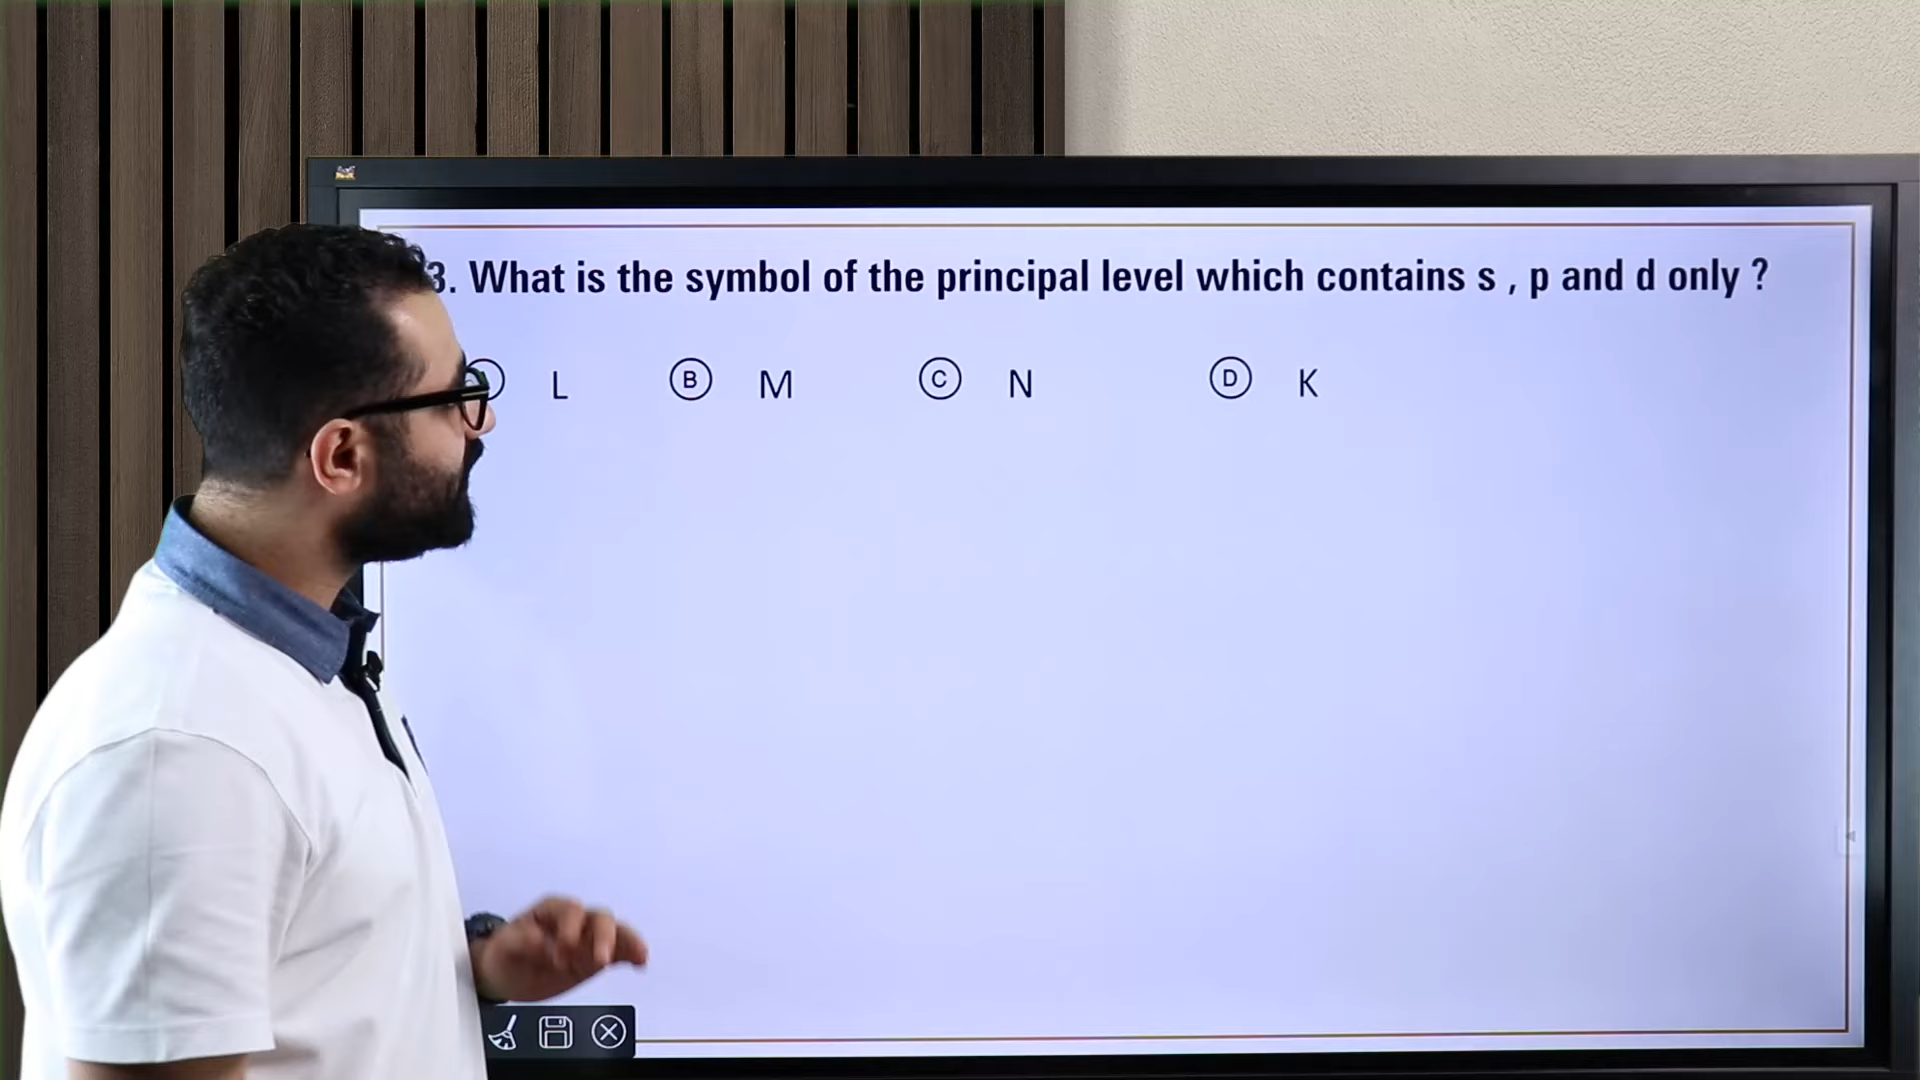 3. What is the symbol of the principal level which contains s , p and d only ?
A L B M C N D K